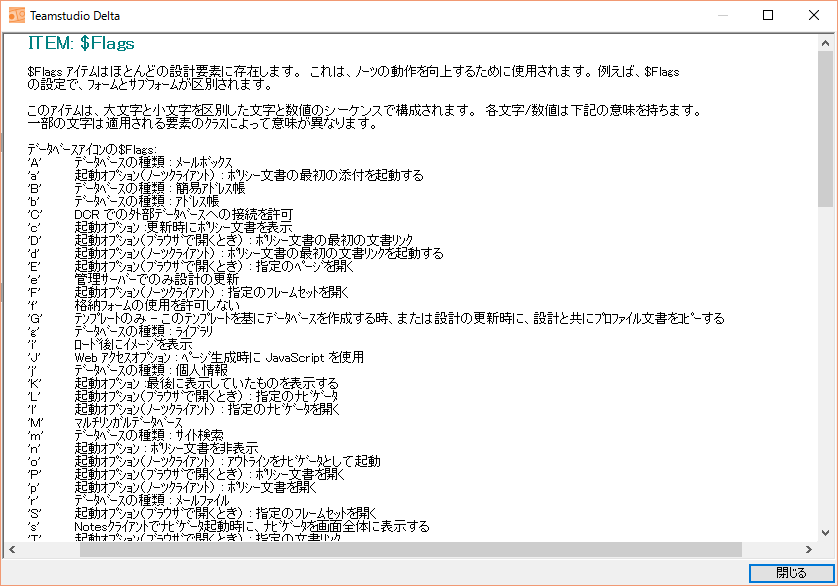 Teamstudio Delta
ITEM: $Flags
$Flags アイテムはほとんどの設計要素に存在します。 これは、ノーツの動作を向上するために使用されます。 例えば、$Flags
の設定で、フォームとサブフォームが区別されます。
このアイテムは、大文字と小文字を区別した文字と数値のシーケンスで構成されます。 各文字/数値は下記の意味を持ちます。
一部の文字は適用される要素のクラスによって意味が異なります。
データベースアイコンの$Flags:
'A' データベースの種類 : メールボックス
'a' 起動オプション(ノーツクライアント) : ポリシー文書の最初の添付を起動する
'B' データベースの種類 : 簡易アドレス帳
'b' データベースの種類 : アドレス帳
'C' DCR での外部データベースへの接続を許可
'c' 起動オプション :更新時にポリシー文書を表示
'D' 起動オプション(ブラウザで開くとき) : ポリシー文書の最初の文書リンク
'd' 起動オプション(ノーツクライアント) : ポリシー文書の最初の文書リンクを起動する
'E' 起動オプション(ブラウザで開くとき) : 指定のページを開く
'e' 管理サーバーでのみ設計の更新
'F' 起動オプション(ノーツクライアント) : 指定のフレームセットを開く
'f' 格納フォームの使用を許可しない
'G' テンプレートのみ - このテンプレートを基にデータベースを作成する時、または設計の更新時に、設計と共にプロファイル文書をコピーする
'g' データベースの種類 : ライブラリ
'i' ロード後にイメージを表示
'J' Web アクセスオプション : ページ生成時に JavaScript を使用
'j' データベースの種類 : 個人情報
'K' 起動オプション :最後に表示していたものを表示する
'L' 起動オプション(ブラウザで開くとき) : 指定のナビゲータ
'l' 起動オプション(ノーツクライアント) : 指定のナビゲータを開く
'M' マルチリンガルデータベース
'm' データベースの種類 : サイト検索
'n' 起動オプション : ポリシー文書を非表示
'o' 起動オプション(ノーツクライアント) : アウトラインをナビゲータとして起動
'P' 起動オプション(ブラウザで開くとき) : ポリシー文書を開く
'p' 起動オプション(ノーツクライアント) : ポリシー文書を開く
'r' データベースの種類 : メールファイル
'S' 起動オプション(ブラウザで開くとき) : 指定のフレームセットを開く
's' Notesクライアントでナビゲータ起動時に、ナビゲータを画面全体に表示する
'T' 起動オプション(ブラウザで開くとき) : 指定の文書リンク
閉じる